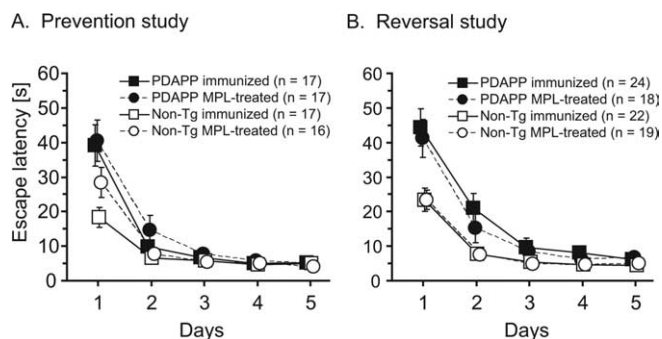 A. Prevention study
Escape latency [s]
60
50
40
30
20
10
0
PDAPP immunized (n = 17)
PDAPP MPL-treated (n = 17)
Non-Tg immunized (n = 17)
Non-Tg MPL-treated (n = 16)
1 2 3 4 5
Days
B. Reversal study
60
50
40
30
20
10
0
PDAPP immunized (n = 24)
PDAPP MPL-treated (n = 18)
Non-Tg immunized (n = 22)
Non-Tg MPL-treated (n = 19)
1 2 3 4 5
Days